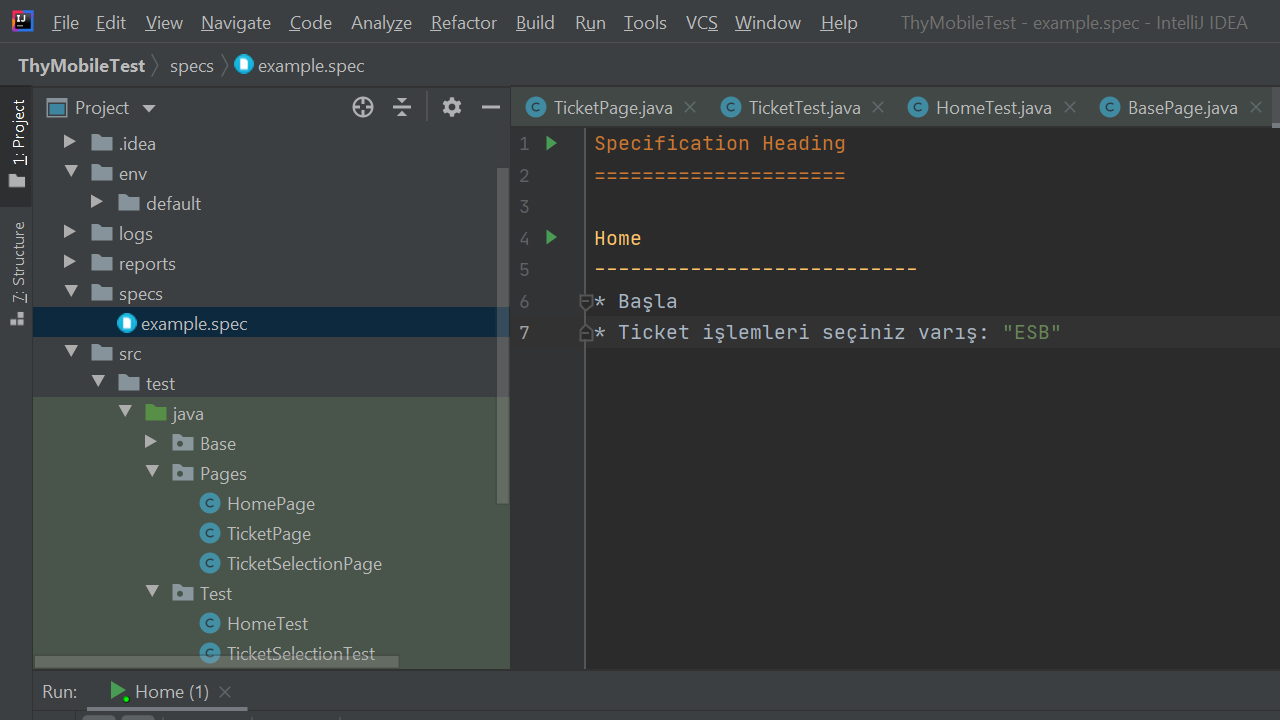 File Edit View Navigate Code Analyze Refactor Build Run Tools VCS Window Help ThyMobileTest - example.spec - IntelliJ IDEA
ThyMobileTest specs example.spec
1: Project
7: Structure
Project
.idea
env
default
logs
reports
specs
example.spec
src
test
java
Base
Pages
HomePage
TicketPage
TicketSelectionPage
Test
HomeTest
TicketSelectionTest
TicketPage.java TicketTest.java HomeTest.java BasePage.java
1 Specification Heading
2 =====================
3
4 Home
5 ---------------------------
6 * Başla
7 * Ticket işlemleri seçiniz varış: "ESB"
Run: Home (1)